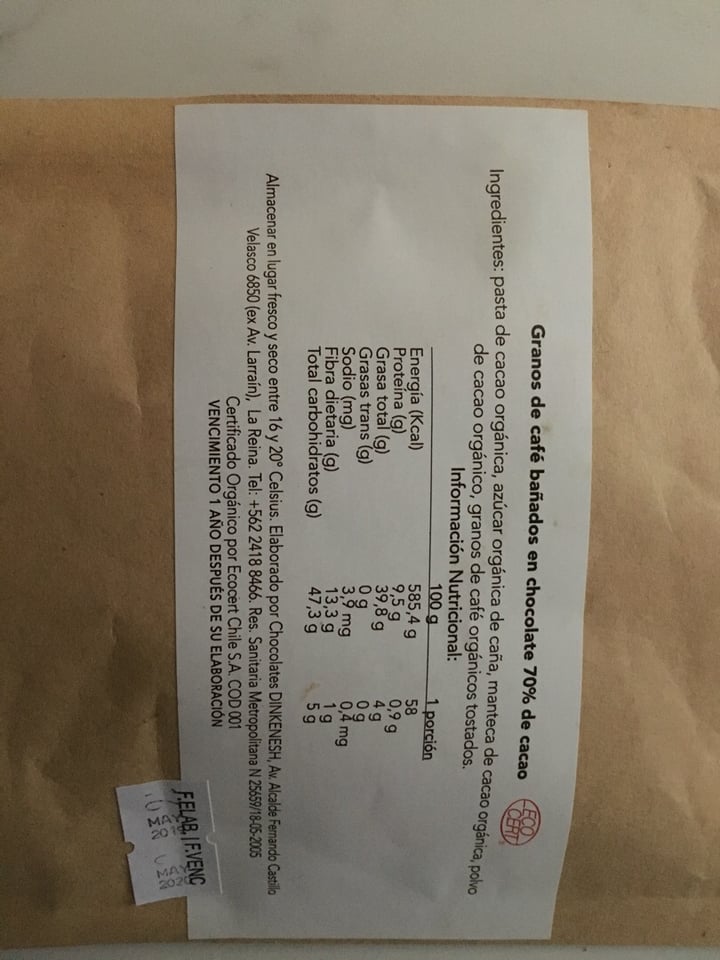 Granos de café bañados en chocolate 70% de cacao
ECO
CERT
Ingredientes: pasta de cacao orgánica, azúcar orgánica de caña, manteca de cacao orgánica, polvo
de cacao orgánico, granos de café orgánicos tostados.
Información Nutricional:
100 g 1 porción
Energía (Kcal) 585,4 g 58
Proteína (g) 9,5 g 0,9 g
Grasa total (g) 39,8 g 4 g
Grasas trans (g) 0 g 0 g
Sodio (mg) 3,9 mg 0,4 mg
Fibra dietaria (g) 13,3 g 1 g
Total carbohidratos (g) 47,3 g 5 g
Almacenar en lugar fresco y seco entre 16 y 20° Celsius. Elaborado por Chocolates DINKENESH, Av. Alcalde Fernando Castillo
Velasco 6850 (ex Av. Larraín), La Reina. Tel: +562 2418 8466. Res. Sanitaria Metropolitana N 25659/18-05-2005
Certificado Orgánico por Ecocert Chile S.A. COD 001
VENCIMIENTO 1 AÑO DESPUÉS DE SU ELABORACIÓN
F.ELAB. | F.VENC